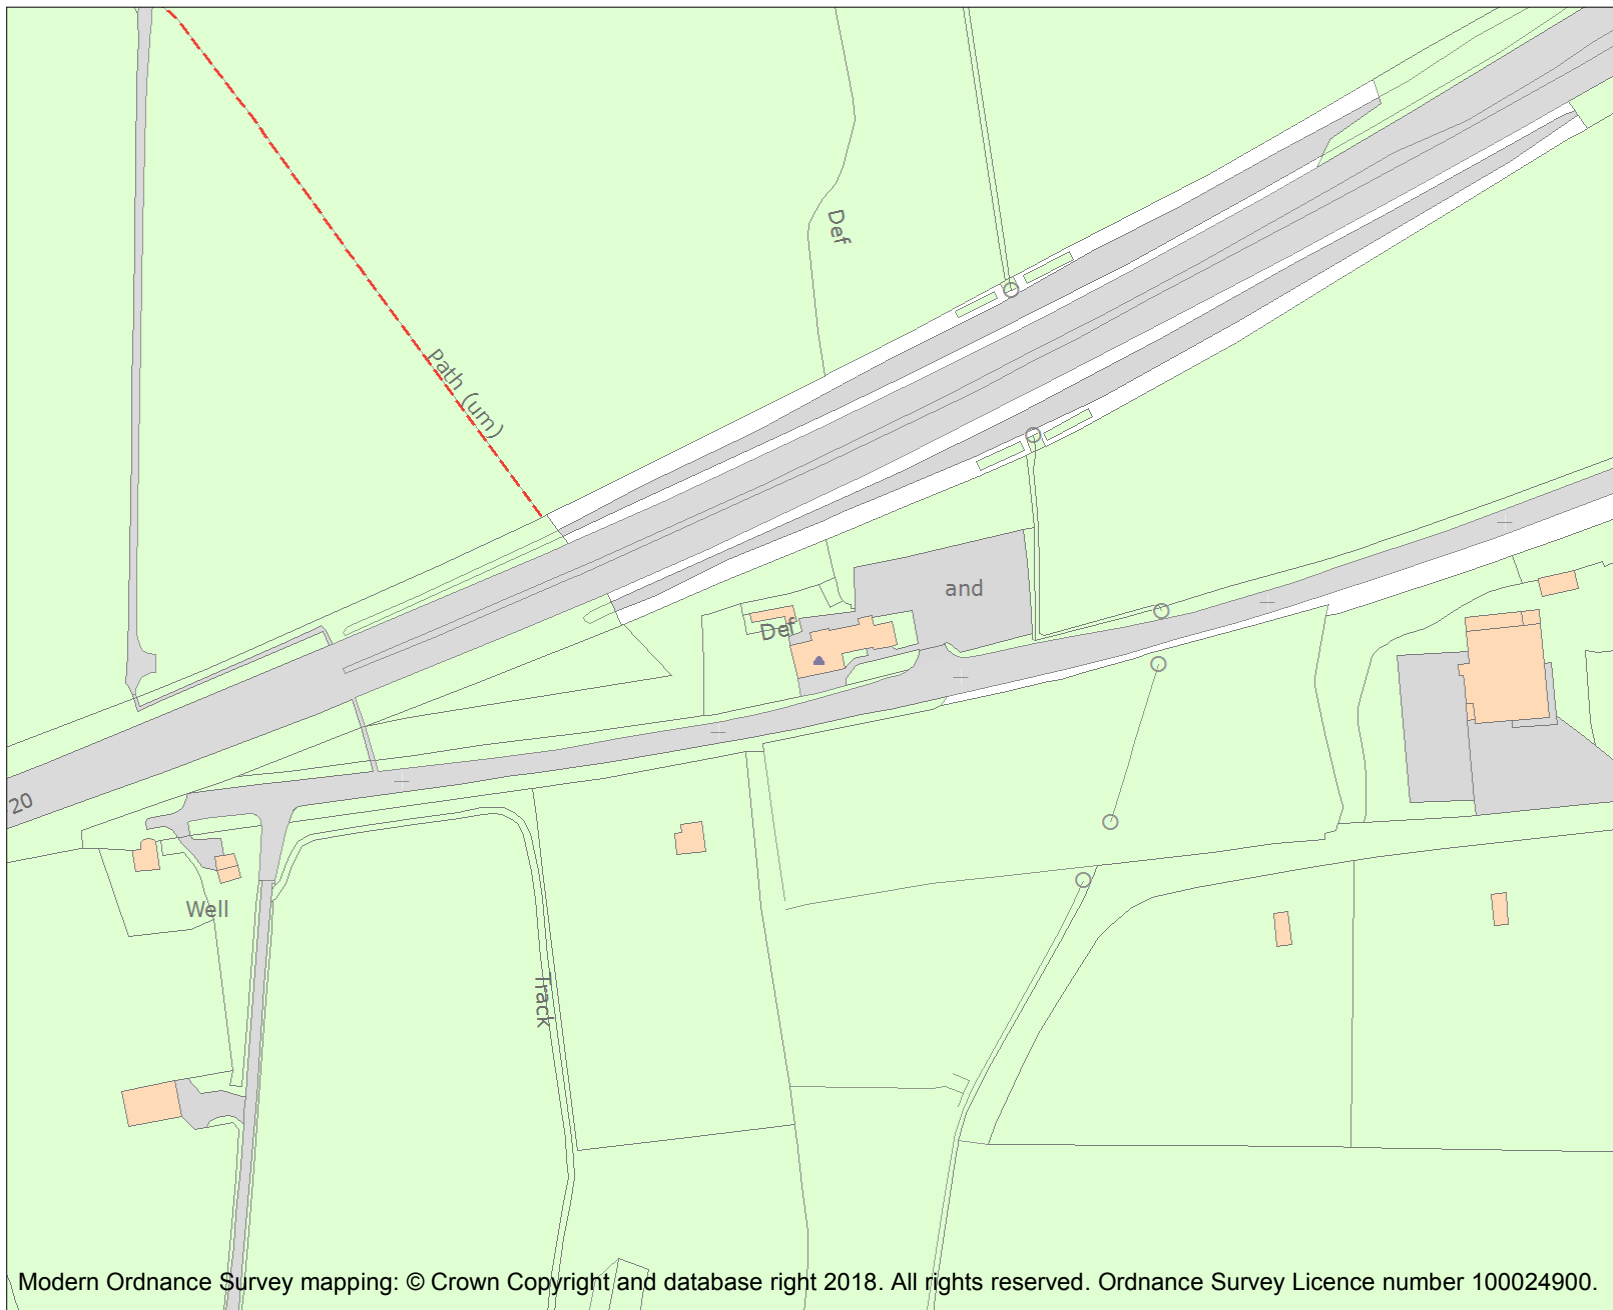 Def
Path (um)
and
Def
20
Well
Track
Modern Ordnance Survey mapping: © Crown Copyright and database right 2018. All rights reserved. Ordnance Survey Licence number 100024900.